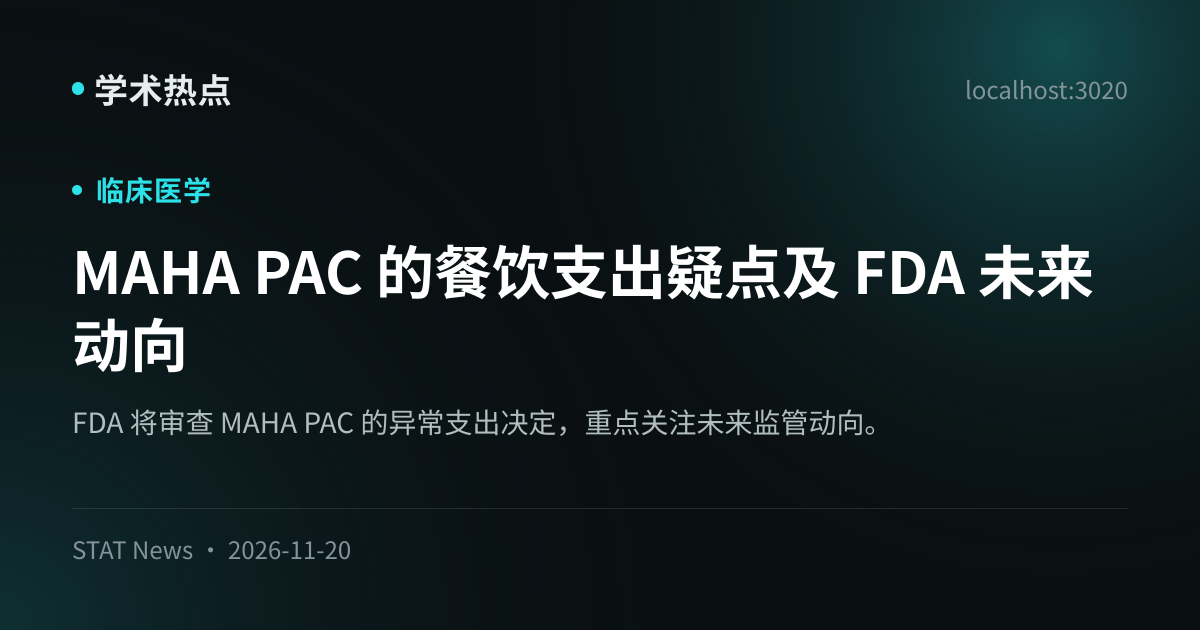 学术热点
localhost:3020
临床医学
MAHA PAC 的餐饮支出疑点及 FDA 未来
动向
FDA 将审查 MAHA PAC 的异常支出决定，重点关注未来监管动向。
STAT News · 2026-11-20